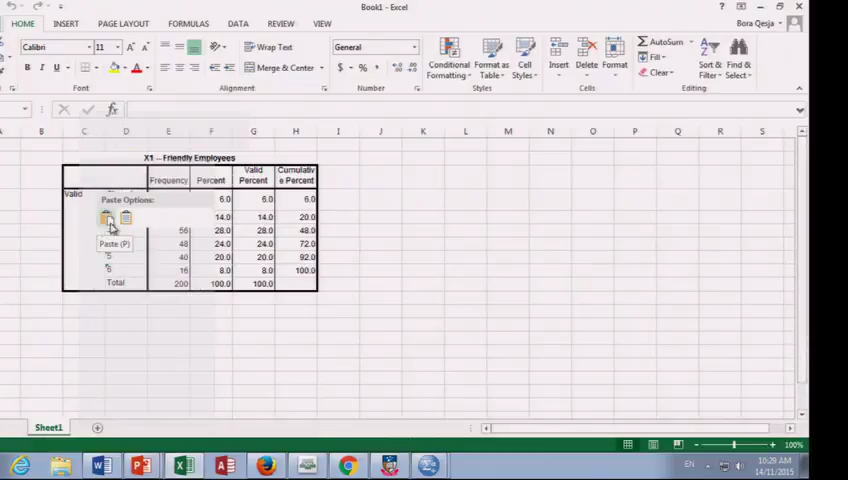 Book1 - Excel
HOME INSERT PAGE LAYOUT FORMULAS DATA REVIEW VIEW Bora Qesja
Calibri 11 A A Wrap Text General Conditional Formatting Format as Table Cell Styles Insert Delete Format AutoSum Fill Clear Sort & Filter Find & Select
B I U A Merge & Center $ % ,
Font Alignment Number Styles Cells Editing
fx
B C D E F G H I J K L M N O P Q R S
X1 -- Friendly Employees
Frequency Percent Valid Percent Cumulativ e Percent
Valid
Paste Options:
6.0 6.0 6.0
14.0 14.0 20.0
56 28.0 28.0 48.0
Paste (P) 48 24.0 24.0 72.0
5 40 20.0 20.0 92.0
6 16 8.0 8.0 100.0
Total 200 100.0 100.0
Sheet1
100%
EN 10:29 AM
14/11/2015